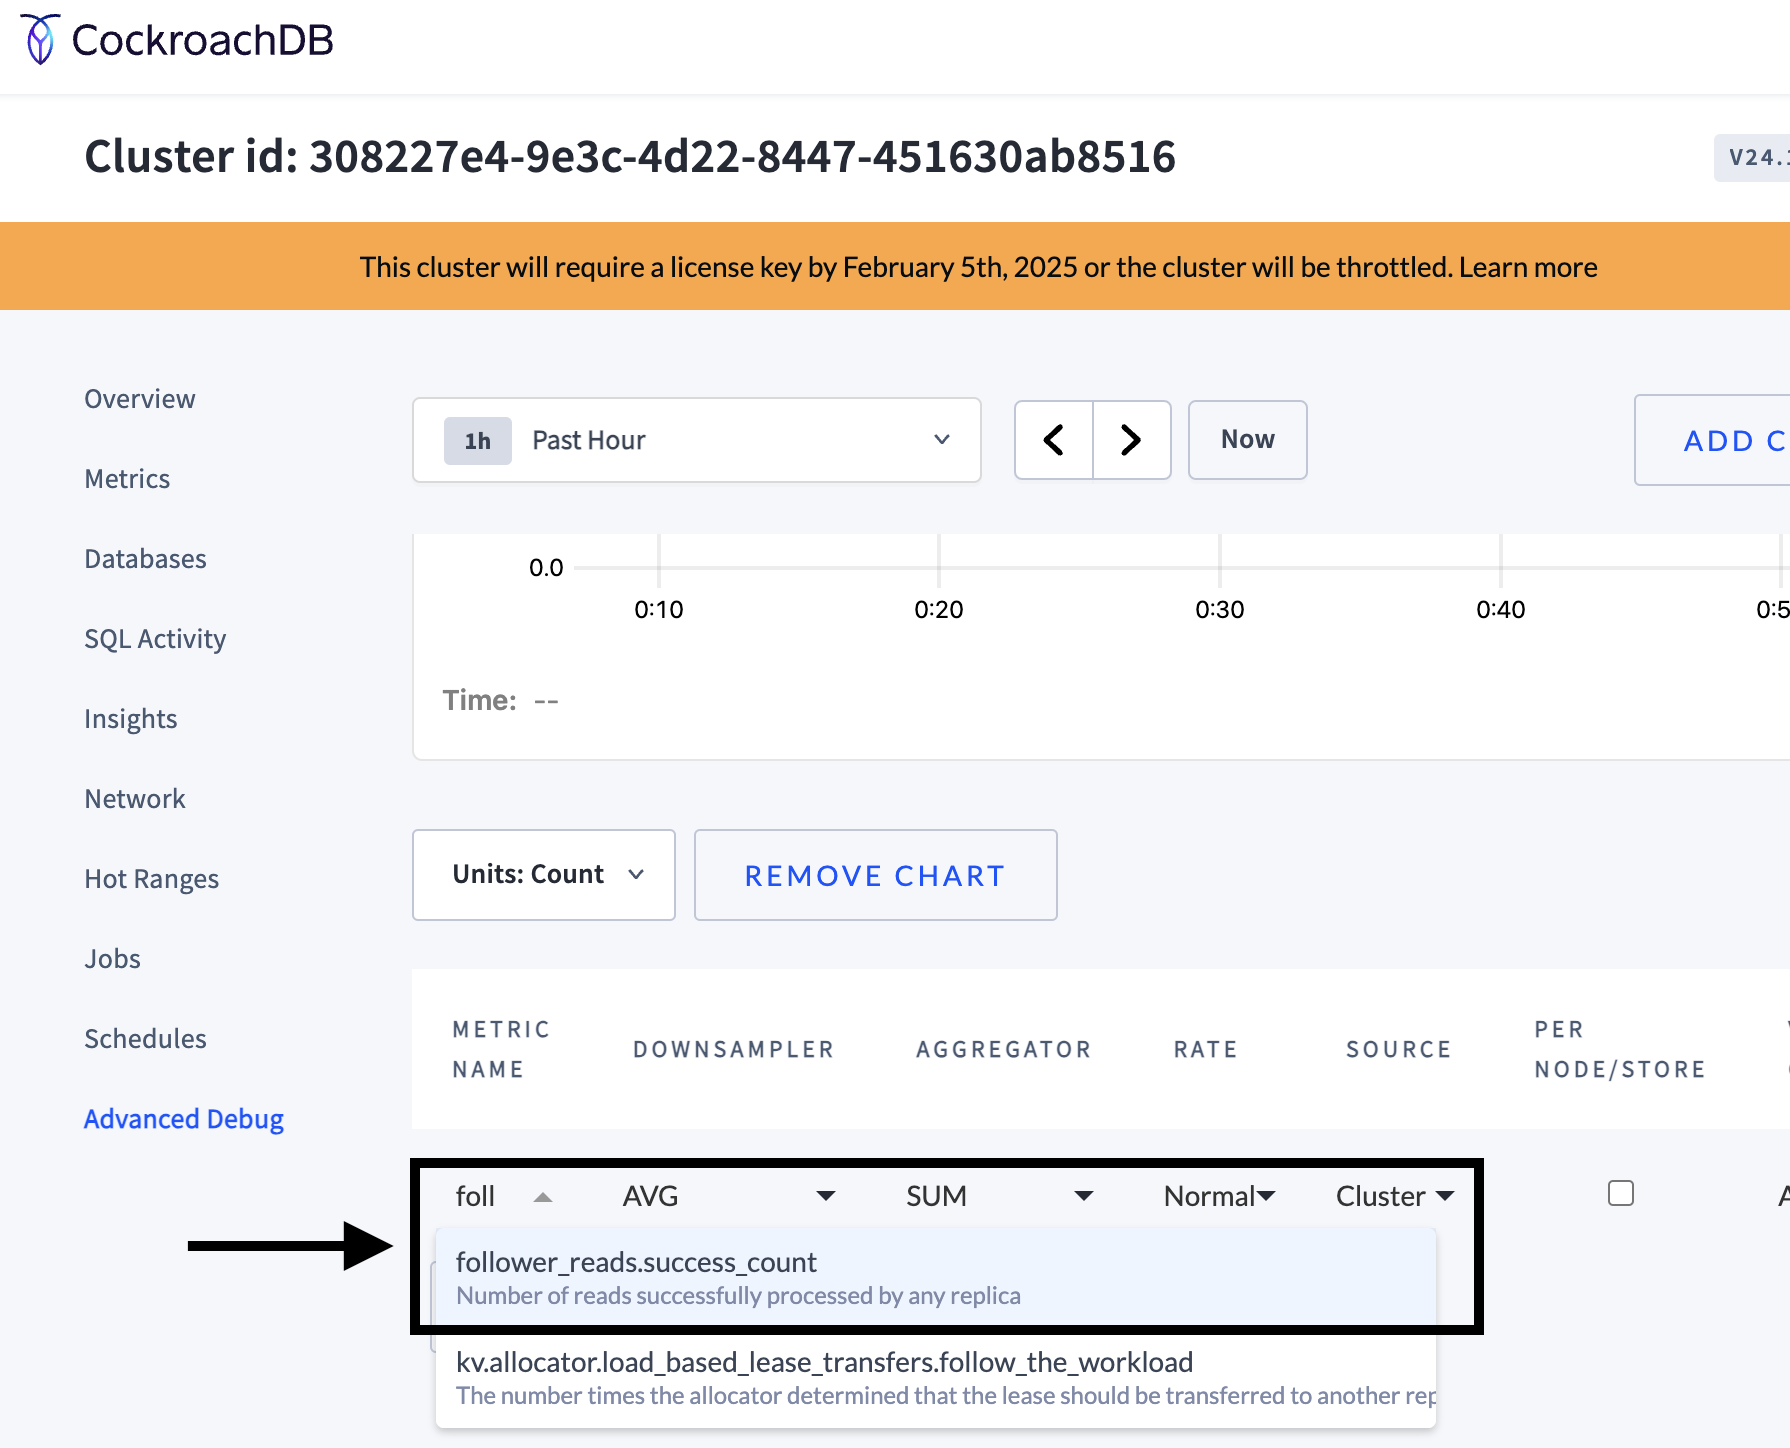 CockroachDB
Cluster id: 308227e4-9e3c-4d22-8447-451630ab8516
V24.
This cluster will require a license key by February 5th, 2025 or the cluster will be throttled. Learn more
Overview
Metrics
Databases
SQL Activity
Insights
Network
Hot Ranges
Jobs
Schedules
Advanced Debug
1h Past Hour
Now
ADD C
0.0
0:10 0:20 0:30 0:40 0:5
Time: --
Units: Count
REMOVE CHART
METRIC NAME
DOWNSAMPLER
AGGREGATOR
RATE
SOURCE
PER NODE/STORE
foll AVG SUM Normal Cluster
follower_reads.success_count
Number of reads successfully processed by any replica
kv.allocator.load_based_lease_transfers.follow_the_workload
The number times the allocator determined that the lease should be transferred to another rep